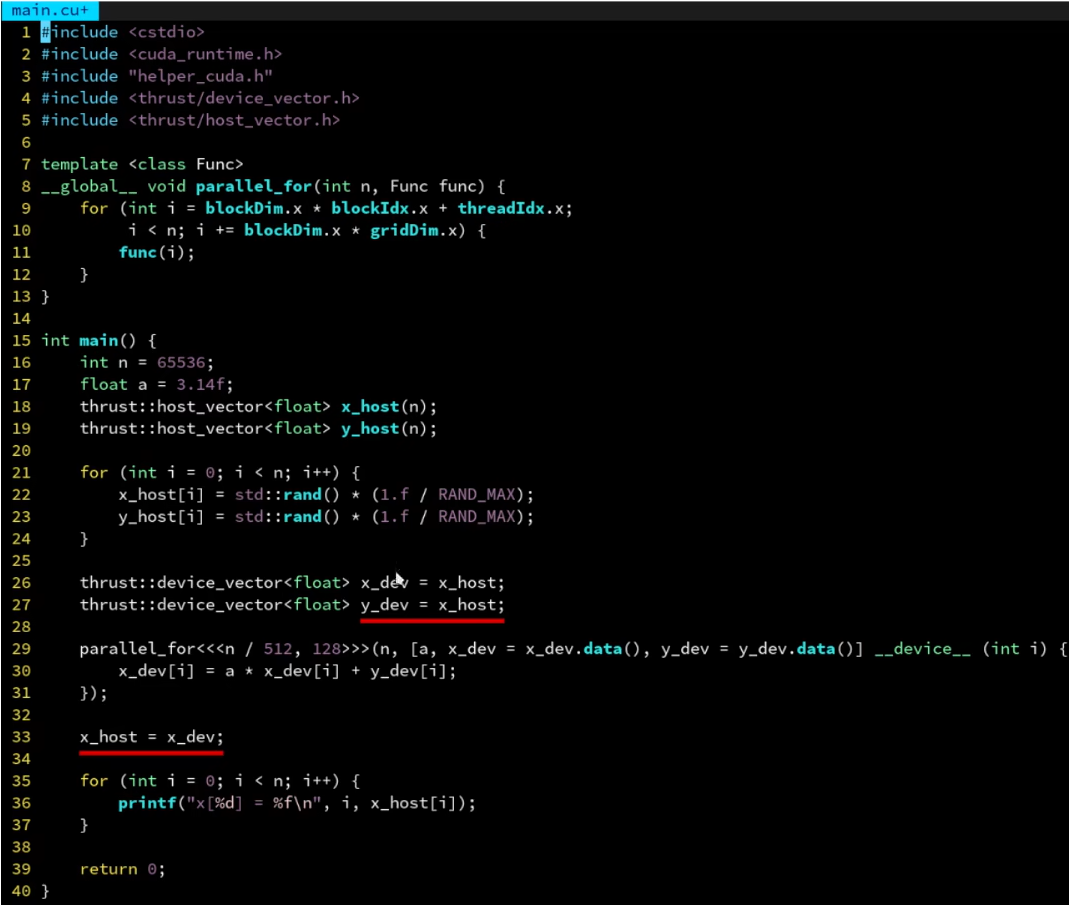 main.cu+
1 #include <cstdio>
2 #include <cuda_runtime.h>
3 #include "helper_cuda.h"
4 #include <thrust/device_vector.h>
5 #include <thrust/host_vector.h>
6
7 template <class Func>
8 __global__ void parallel_for(int n, Func func) {
9     for (int i = blockDim.x * blockIdx.x + threadIdx.x;
10          i < n; i += blockDim.x * gridDim.x) {
11         func(i);
12     }
13 }
14
15 int main() {
16     int n = 65536;
17     float a = 3.14f;
18     thrust::host_vector<float> x_host(n);
19     thrust::host_vector<float> y_host(n);
20
21     for (int i = 0; i < n; i++) {
22         x_host[i] = std::rand() * (1.f / RAND_MAX);
23         y_host[i] = std::rand() * (1.f / RAND_MAX);
24     }
25
26     thrust::device_vector<float> x_dev = x_host;
27     thrust::device_vector<float> y_dev = x_host;
28
29     parallel_for<<<n / 512, 128>>>(n, [a, x_dev = x_dev.data(), y_dev = y_dev.data()] __device__ (int i) {
30         x_dev[i] = a * x_dev[i] + y_dev[i];
31     });
32
33     x_host = x_dev;
34
35     for (int i = 0; i < n; i++) {
36         printf("x[%d] = %f\n", i, x_host[i]);
37     }
38
39     return 0;
40 }